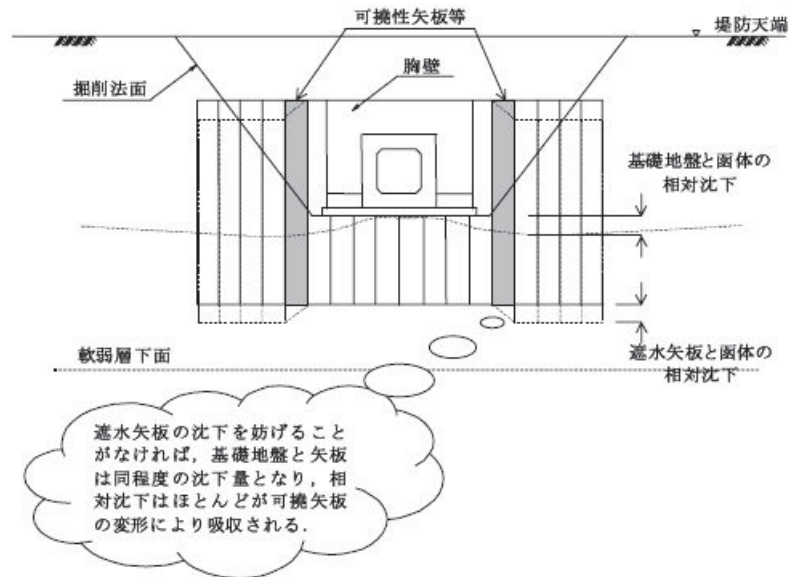 可撓性矢板等
堤防天端
胸壁
掘削法面
基礎地盤と函体の
相対沈下
軟弱層下面
遮水矢板と函体の
相対沈下
遮水矢板の沈下を妨げること
がなければ，基礎地盤と矢板
は同程度の沈下量となり，相
対沈下はほとんどが可撓矢板
の変形により吸収される．